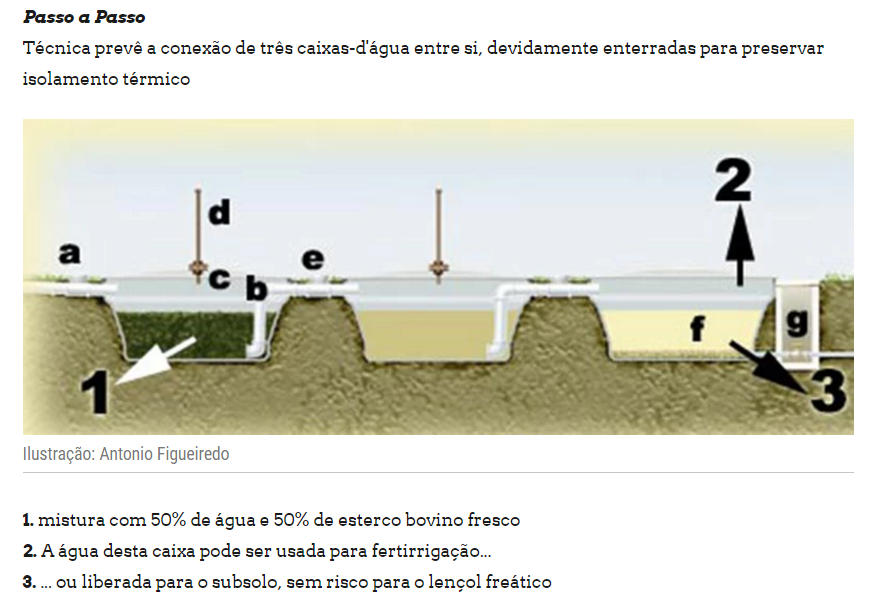 Passo a Passo
Técnica prevê a conexão de três caixas-d'água entre si, devidamente enterradas para preservar
isolamento térmico
2
d
a
e
c
b
f
g
1
3
Ilustração: Antonio Figueiredo
1. mistura com 50% de água e 50% de esterco bovino fresco
2. A água desta caixa pode ser usada para fertirrigação...
3. ... ou liberada para o subsolo, sem risco para o lençol freático